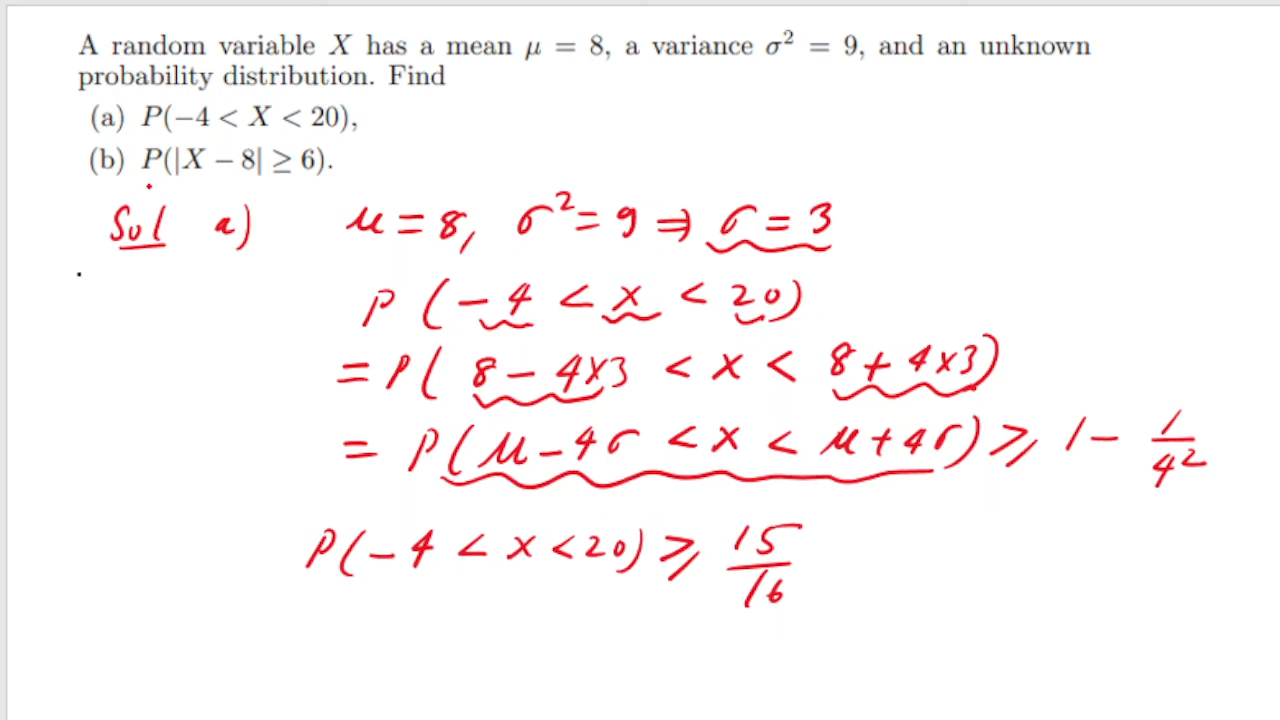 A random variable X has a mean μ = 8, a variance σ² = 9, and an unknown
probability distribution. Find
(a) P(−4 < X < 20),
(b) P(|X − 8| ≥ 6).
Sol a) μ = 8, σ² = 9 ⇒ σ = 3
P(−4 < x < 20)
= P(8 − 4×3 < x < 8 + 4×3)
= P(μ − 4σ < x < μ + 4σ) ≥ 1 − 1/4²
P(−4 < x < 20) ≥ 15/16